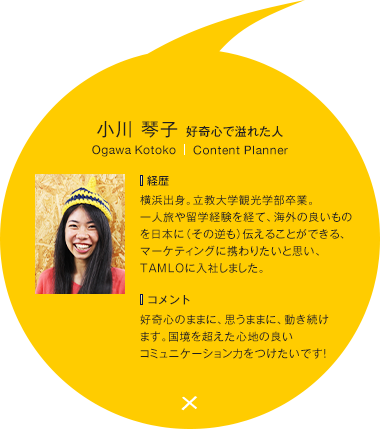 小川 琴子 好奇心で溢れた人
Ogawa Kotoko | Content Planner
経歴
横浜出身。立教大学観光学部卒業。
一人旅や留学経験を経て、海外の良いもの
を日本に（その逆も）伝えることができる、
マーケティングに携わりたいと思い、
TAMLOに入社しました。
コメント
好奇心のままに、思うままに、動き続け
ます。国境を超えた心地の良い
コミュニケーション力をつけたいです!